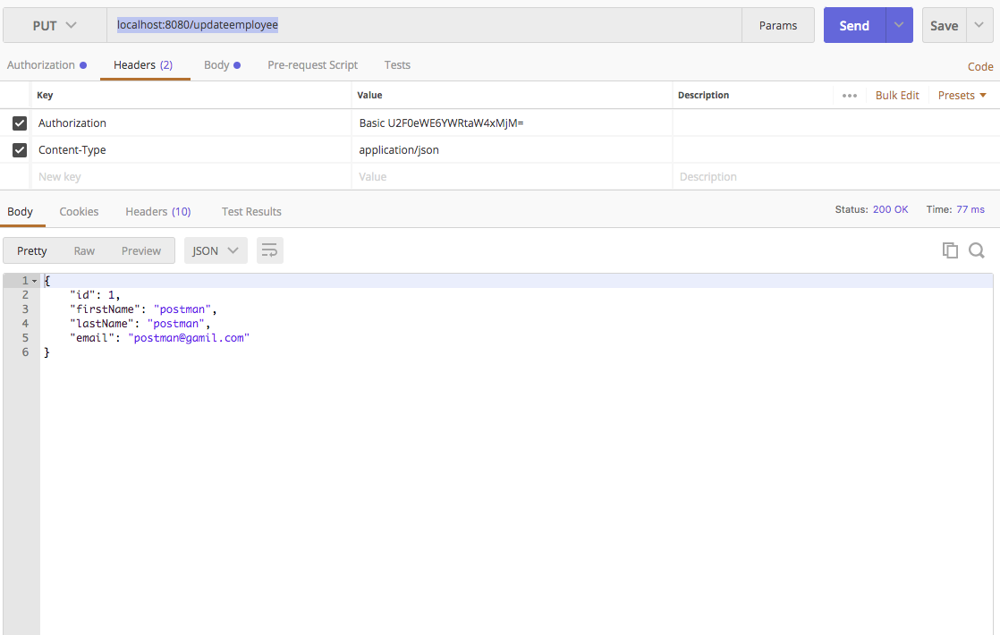 PUT localhost:8080/updateemployee Params Send Save
Authorization Headers (2) Body Pre-request Script Tests Code
Key Value Description ••• Bulk Edit Presets
Authorization Basic U2F0eWE6YWRtaW4xMjM=
Content-Type application/json
New key Value Description
Body Cookies Headers (10) Test Results Status: 200 OK Time: 77 ms
Pretty Raw Preview JSON
1 {
2 "id": 1,
3 "firstName": "postman",
4 "lastName": "postman",
5 "email": "postman@gamil.com"
6 }